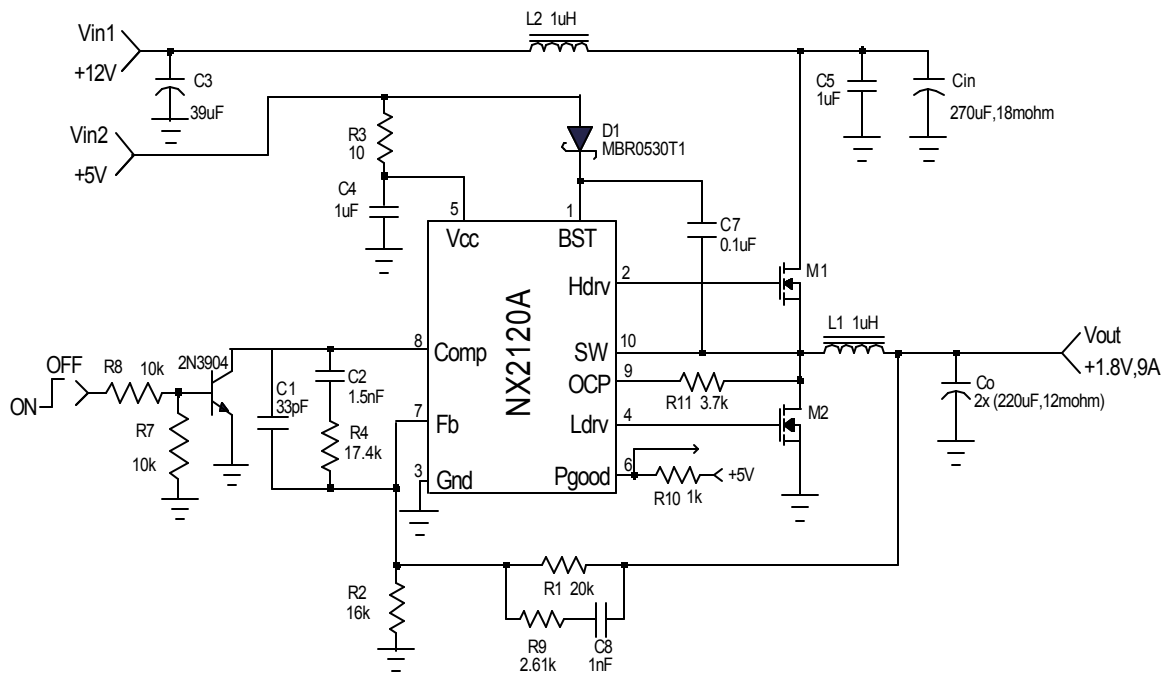 L2 1uH
Vin1
+12V
C3
39uF
C5
1uF
Cin
270uF,18mohm
Vin2
+5V
R3
10
D1
MBR0530T1
C4
1uF
5
1
Vcc
BST
C7
0.1uF
Hdrv
2
M1
NX2120A
L1 1uH
Vout
+1.8V,9A
8
Comp
SW
10
OCP
9
R11 3.7k
M2
Ldrv
4
Co
2x (220uF,12mohm)
OFF
ON
R8 10k
2N3904
R7
10k
C1
33pF
C2
1.5nF
R4
17.4k
7
Fb
3
Gnd
Pgood
6
R10 1k
+5V
R2
16k
R1 20k
R9
2.61k
C8
1nF